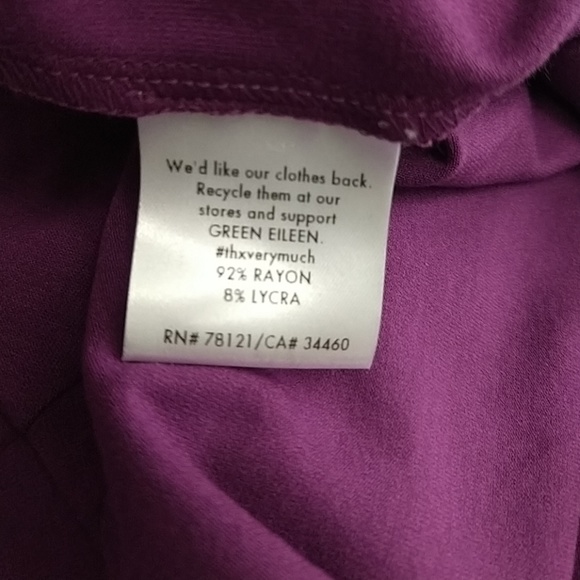 We'd like our clothes back.
Recycle them at our
stores and support
GREEN EILEEN.
#thxverymuch
92% RAYON
8% LYCRA
RN# 78121/CA# 34460